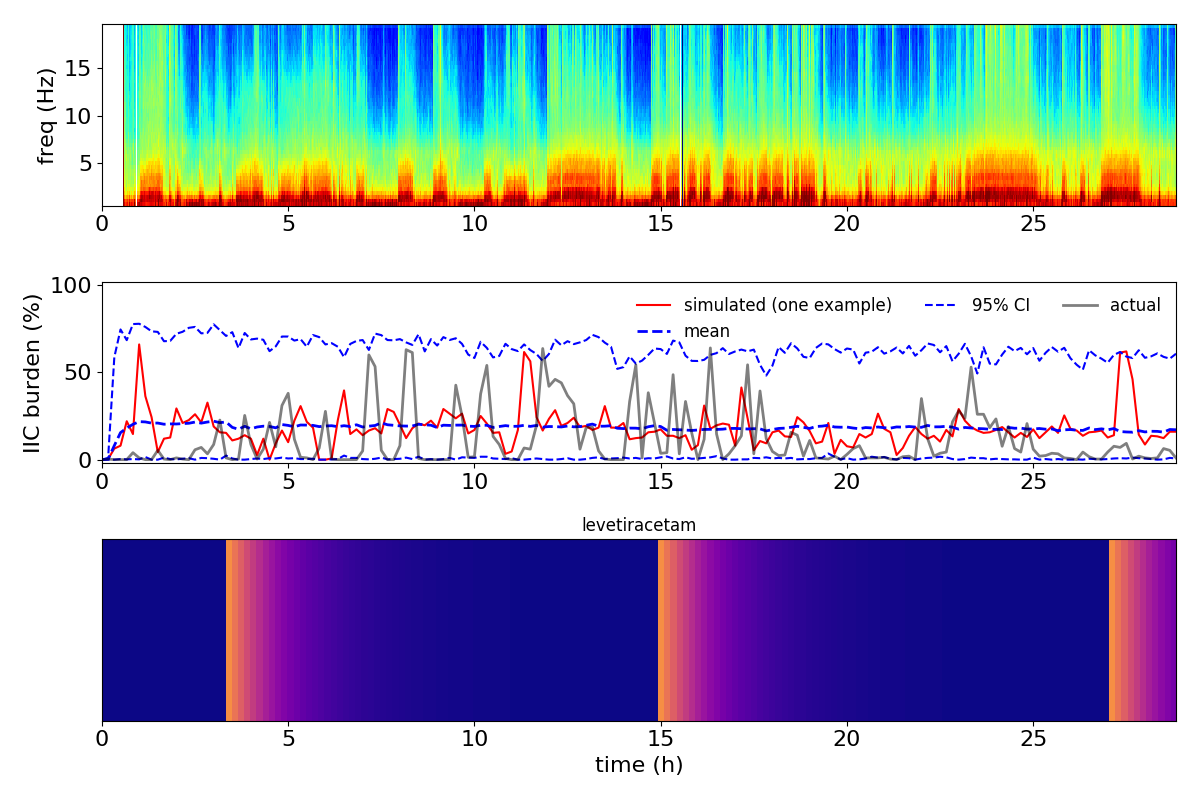 freq (Hz)
15
10
5
0 5 10 15 20 25
IIC burden (%)
100
50
0
simulated (one example) 95% CI actual
mean
0 5 10 15 20 25
levetiracetam
0 5 10 15 20 25
time (h)